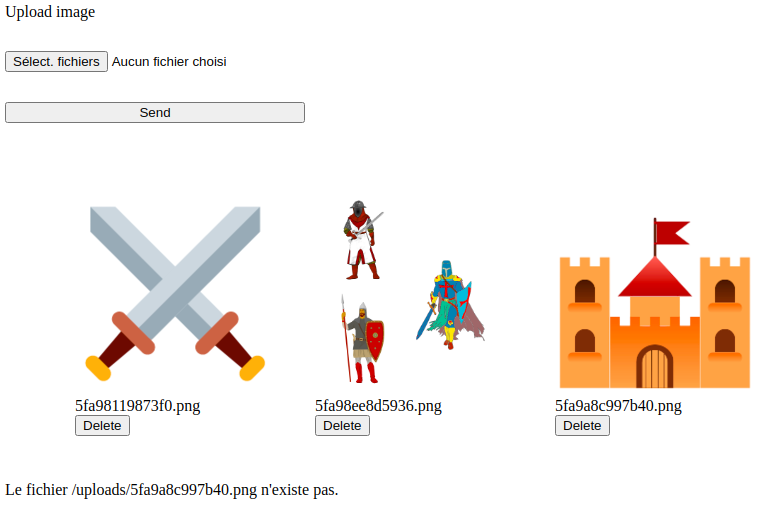 Upload image
Sélect. fichiers Aucun fichier choisi
Send
5fa98119873f0.png 5fa98ee8d5936.png 5fa9a8c997b40.png
Delete Delete Delete
Le fichier /uploads/5fa9a8c997b40.png n'existe pas.